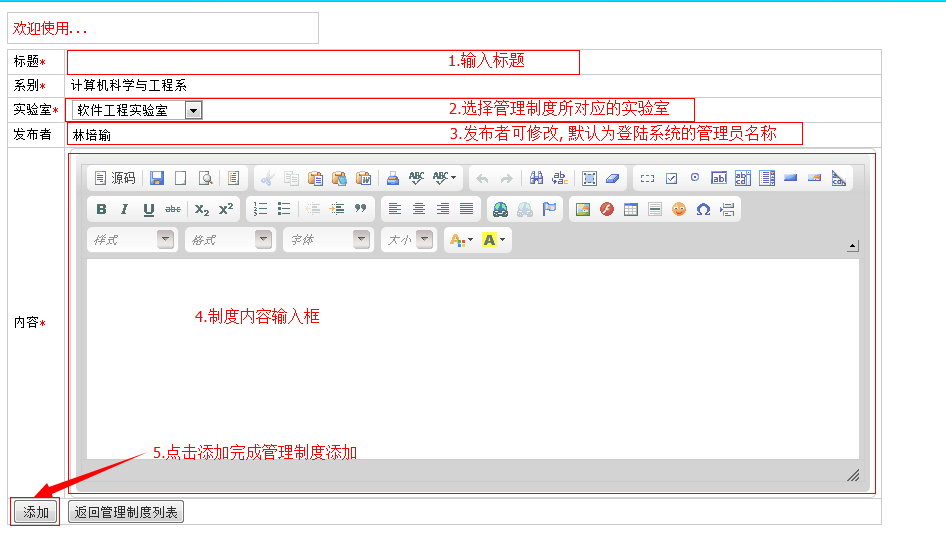 欢迎使用...
标题* 1.输入标题
系别* 计算机科学与工程系
实验室* 软件工程实验室 2.选择管理制度所对应的实验室
发布者 林培瑜 3.发布者可修改, 默认为登陆系统的管理员名称
源码 ABC ABC
B I U abc X₂ X²
样式 格式 字体 大小 A A
4.制度内容输入框
内容*
5.点击添加完成管理制度添加
添加 返回管理制度列表